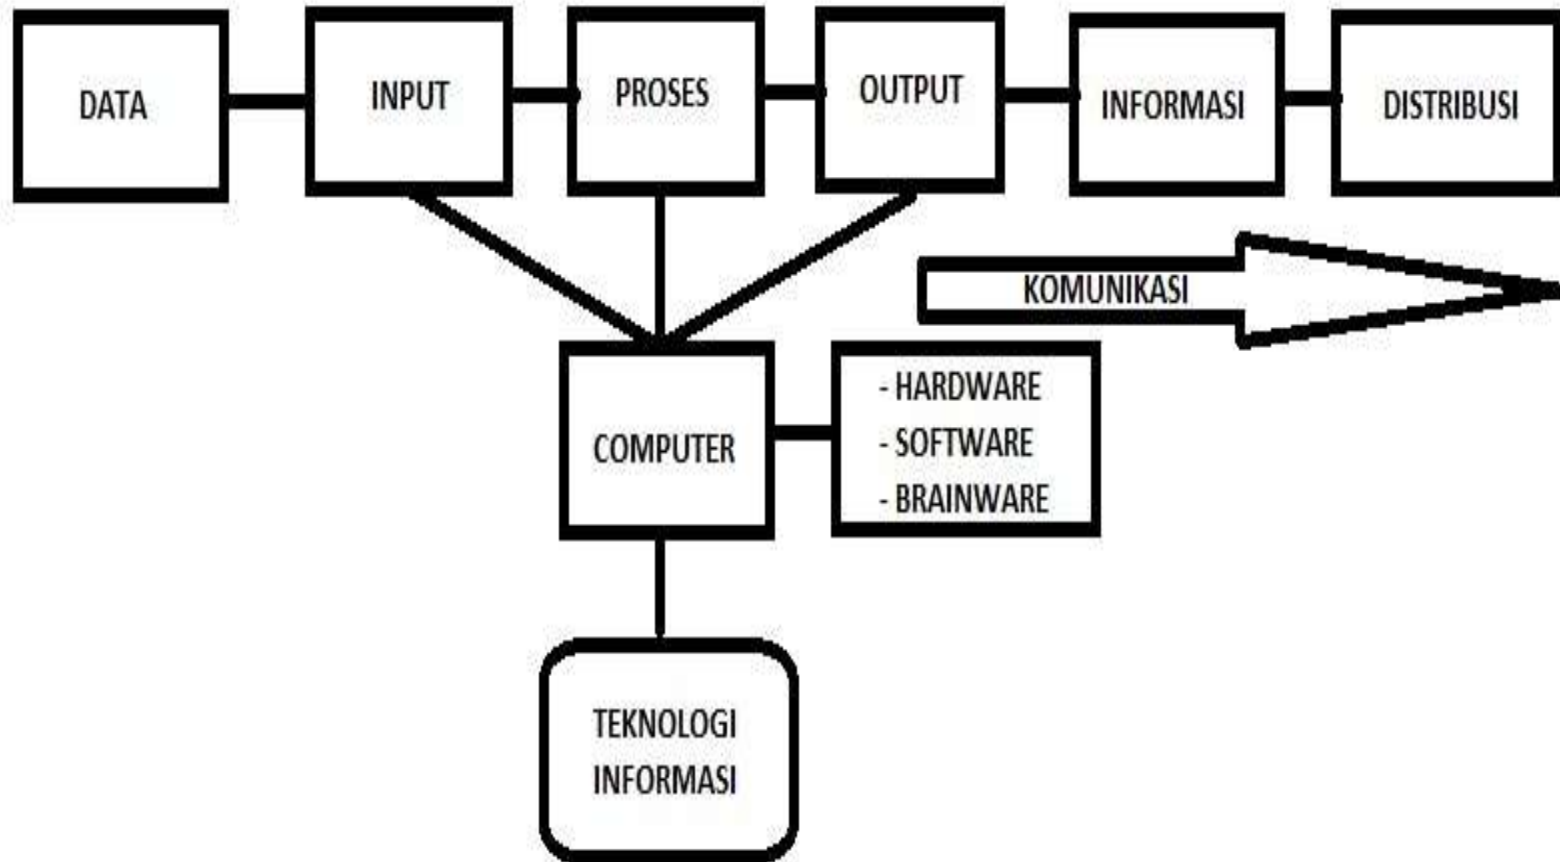 DATA
INPUT
PROSES
OUTPUT
INFORMASI
DISTRIBUSI
KOMUNIKASI
COMPUTER
- HARDWARE
- SOFTWARE
- BRAINWARE
TEKNOLOGI
INFORMASI